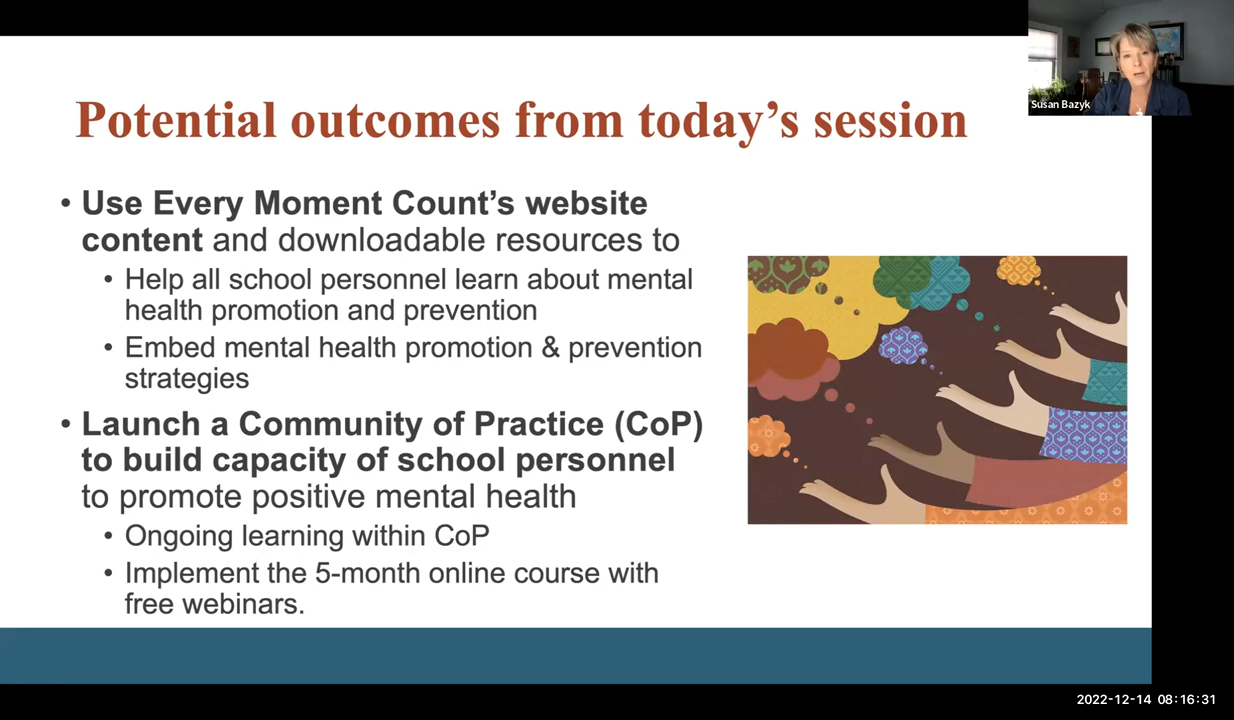 Susan Bazyk
Potential outcomes from today’s session
• Use Every Moment Count’s website
content and downloadable resources to
• Help all school personnel learn about mental
health promotion and prevention
• Embed mental health promotion & prevention
strategies
• Launch a Community of Practice (CoP)
to build capacity of school personnel
to promote positive mental health
• Ongoing learning within CoP
• Implement the 5-month online course with
free webinars.
2022-12-14 08:16:31